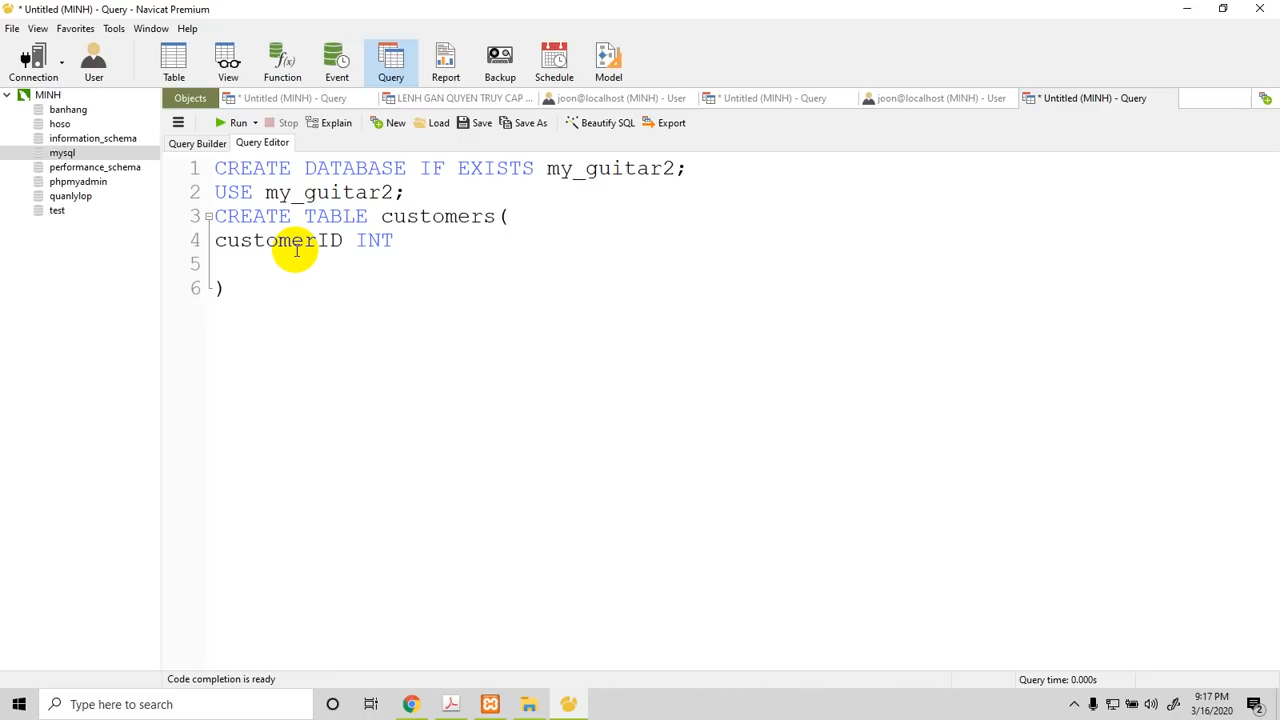 * Untitled (MINH) - Query - Navicat Premium
File View Favorites Tools Window Help
Connection User Table View Function Event Query Report Backup Schedule Model
MINH
banhang
hoso
information_schema
mysql
performance_schema
phpmyadmin
quanlylop
test
Objects * Untitled (MINH) - Query LENH GAN QUYEN TRUY CAP ... joon@localhost (MINH) - User * Untitled (MINH) - Query joon@localhost (MINH) - User * Untitled (MINH) - Query
Run Stop Explain New Load Save Save As Beautify SQL Export
Query Builder Query Editor
1 CREATE DATABASE IF EXISTS my_guitar2;
2 USE my_guitar2;
3 CREATE TABLE customers(
4 customerID INT
5
6 )
Code completion is ready Query time: 0.000s
Type here to search
9:17 PM
3/16/2020
2